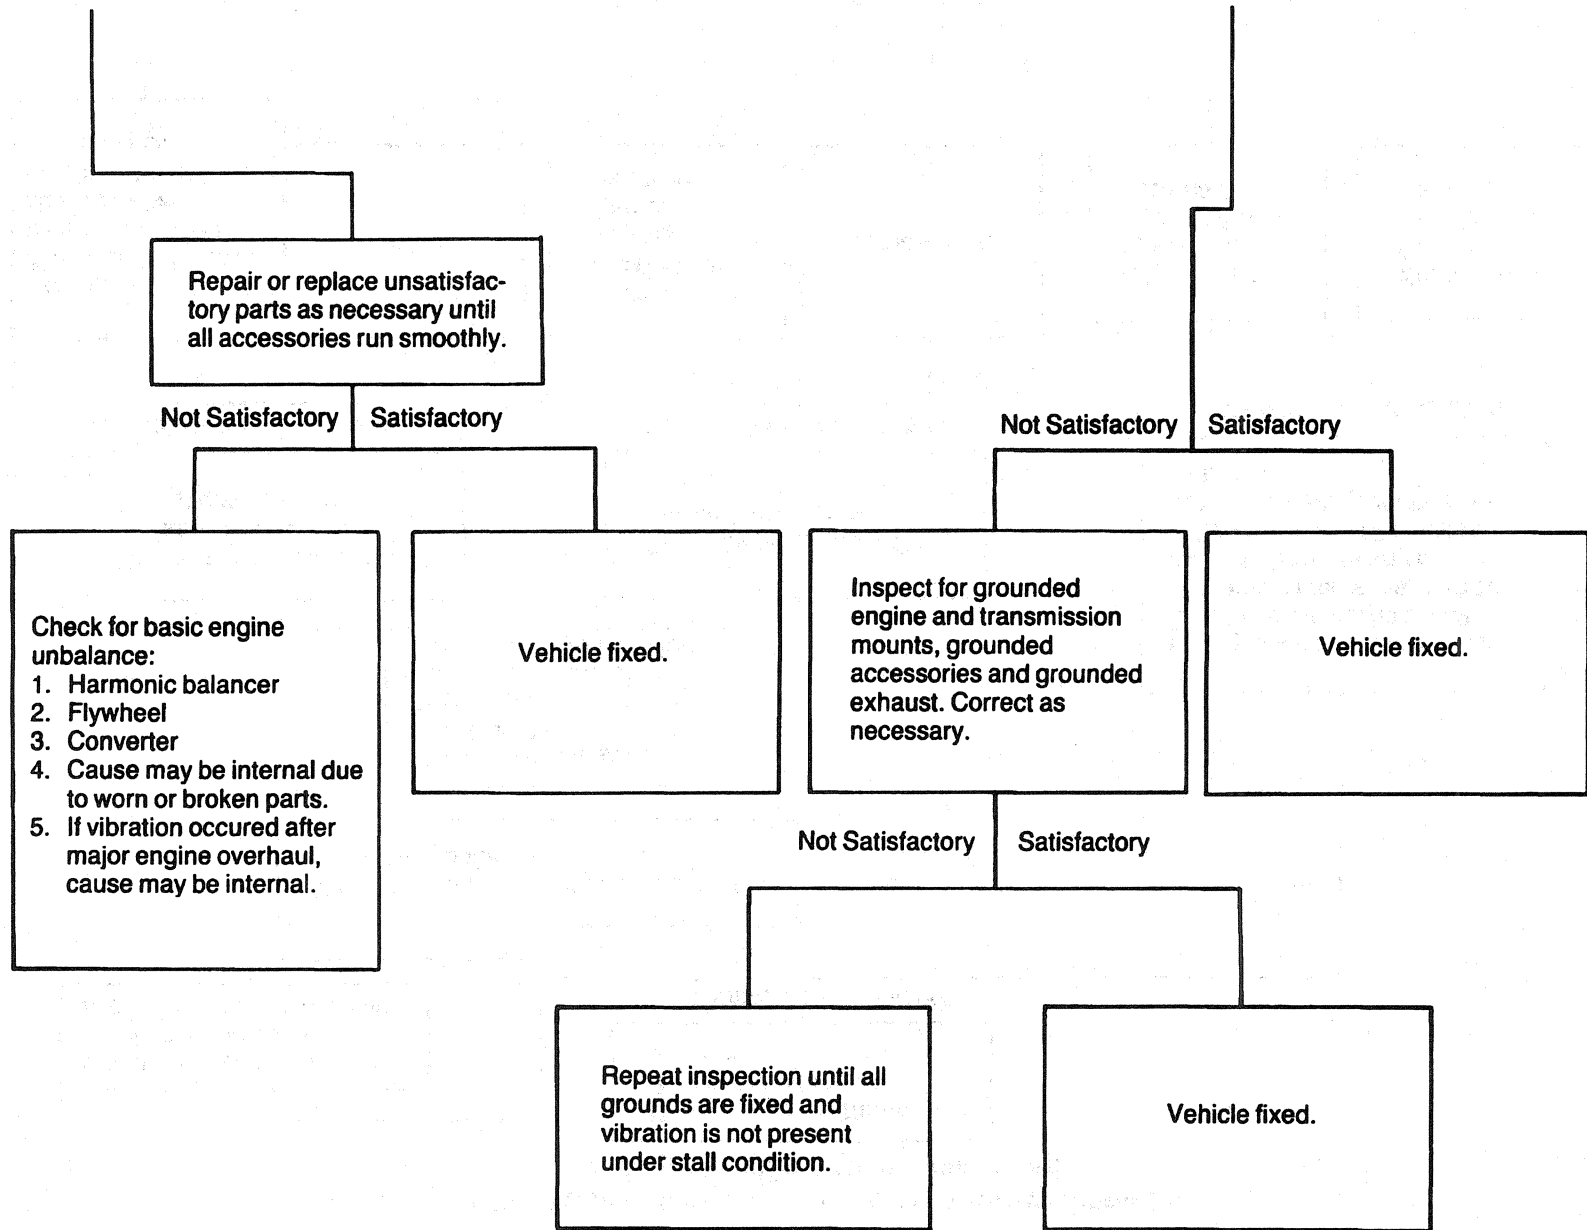 Repair or replace unsatisfac-
tory parts as necessary until
all accessories run smoothly.
Not Satisfactory
Satisfactory
Check for basic engine
unbalance:
1. Harmonic balancer
2. Flywheel
3. Converter
4. Cause may be internal due
to worn or broken parts.
5. If vibration occured after
major engine overhaul,
cause may be internal.
Vehicle fixed.
Not Satisfactory
Satisfactory
Inspect for grounded
engine and transmission
mounts, grounded
accessories and grounded
exhaust. Correct as
necessary.
Vehicle fixed.
Not Satisfactory
Satisfactory
Repeat inspection until all
grounds are fixed and
vibration is not present
under stall condition.
Vehicle fixed.